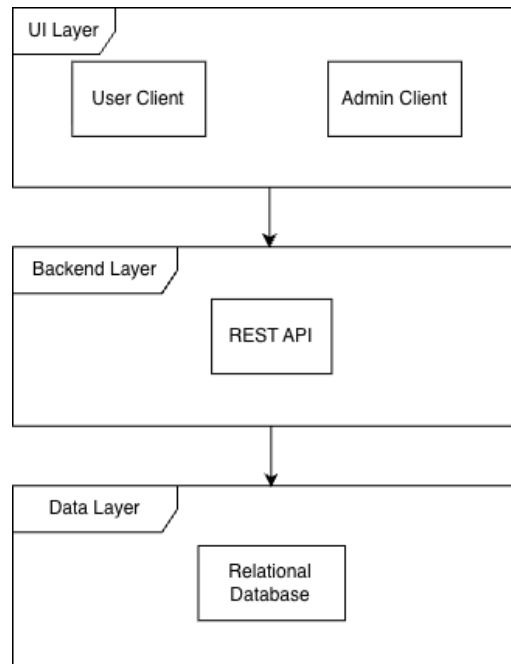 UI Layer
User Client
Admin Client
Backend Layer
REST API
Data Layer
Relational
Database